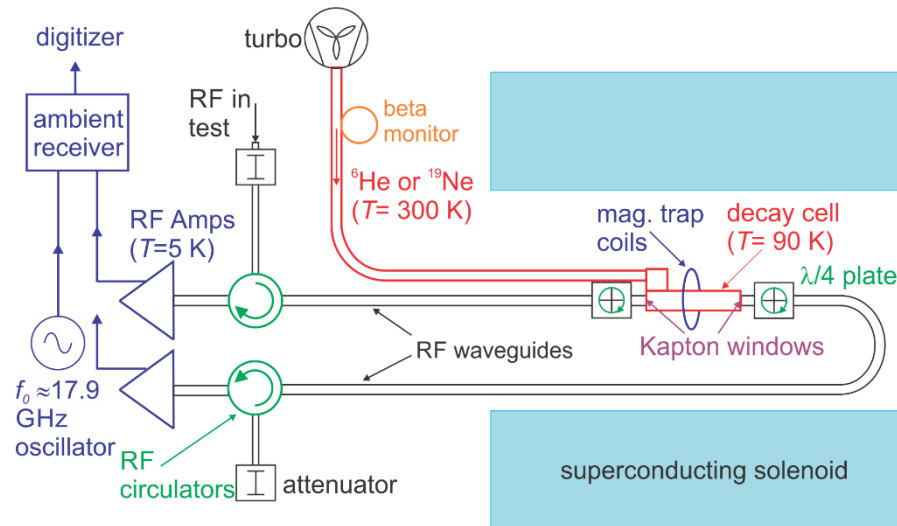 digitizer
turbo
ambient
receiver
RF in
test
beta
monitor
⁶He or ¹⁹Ne
(T= 300 K)
RF Amps
(T=5 K)
mag. trap
coils
decay cell
(T= 90 K)
λ/4 plate
RF waveguides
Kapton windows
f₀ ≈17.9
GHz
oscillator
RF
circulators
attenuator
superconducting solenoid